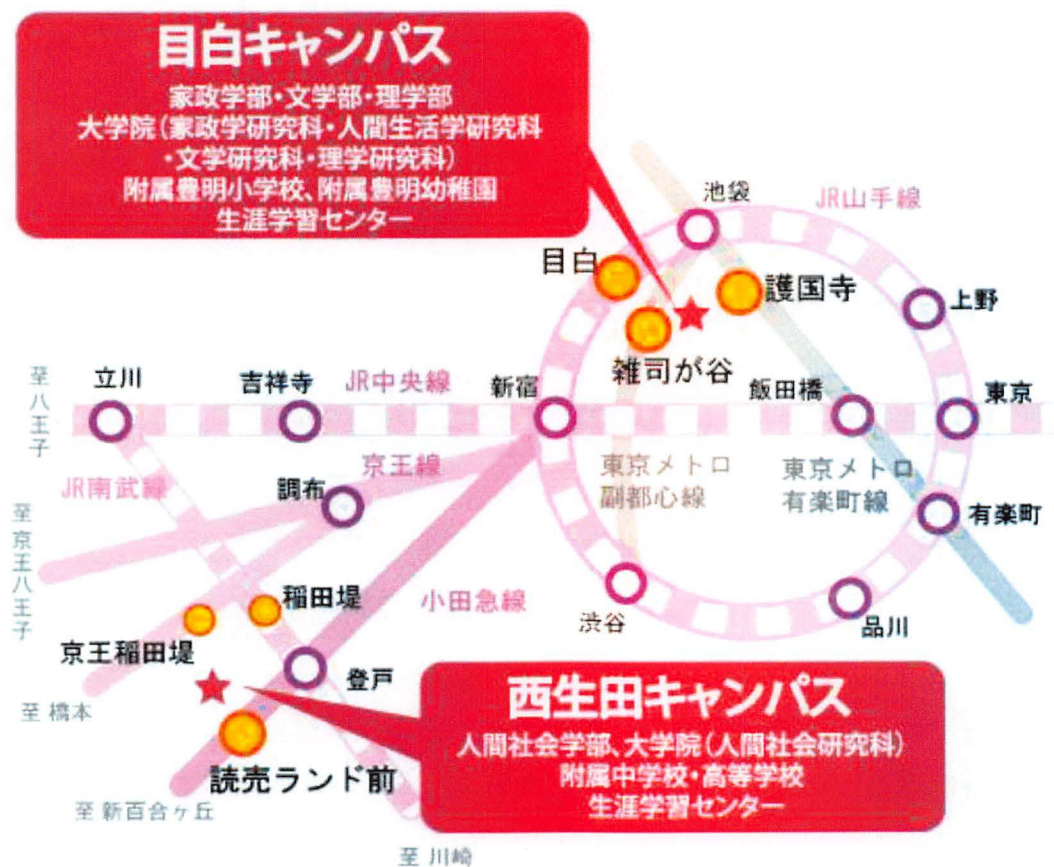 目白キャンパス
家政学部・文学部・理学部
大学院(家政学研究科・人間生活学研究科
・文学研究科・理学研究科)
附属豊明小学校、附属豊明幼稚園
生涯学習センター
池袋
JR山手線
目白
護国寺
上野
雑司が谷
至八王子
立川
吉祥寺
JR中央線
新宿
飯田橋
東京
京王線
東京メトロ
副都心線
東京メトロ
有楽町線
JR南武線
調布
有楽町
至京王八王子
稲田堤
小田急線
渋谷
品川
京王稲田堤
登戸
至 橋本
西生田キャンパス
人間社会学部、大学院(人間社会研究科)
附属中学校・高等学校
生涯学習センター
読売ランド前
至 新百合ヶ丘
至 川崎